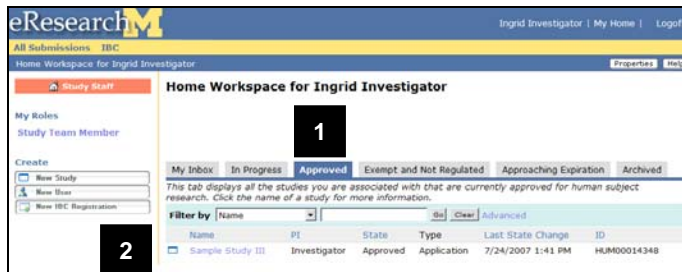 eResearch M
Ingrid Investigator | My Home | Logoff
All Submissions IBC
Home Workspace for Ingrid Investigator
Properties Help
Study Staff
Home Workspace for Ingrid Investigator
My Roles
Study Team Member
1
Create
New Study
New User
New IBC Registration
My Inbox In Progress Approved Exempt and Not Regulated Approaching Expiration Archived
This tab displays all the studies you are associated with that are currently approved for human subject
research. Click the name of a study for more information.
Filter by Name Go Clear Advanced
2
Name PI State Type Last State Change ID
Sample Study III Investigator Approved Application 7/24/2007 1:41 PM HUM00014348